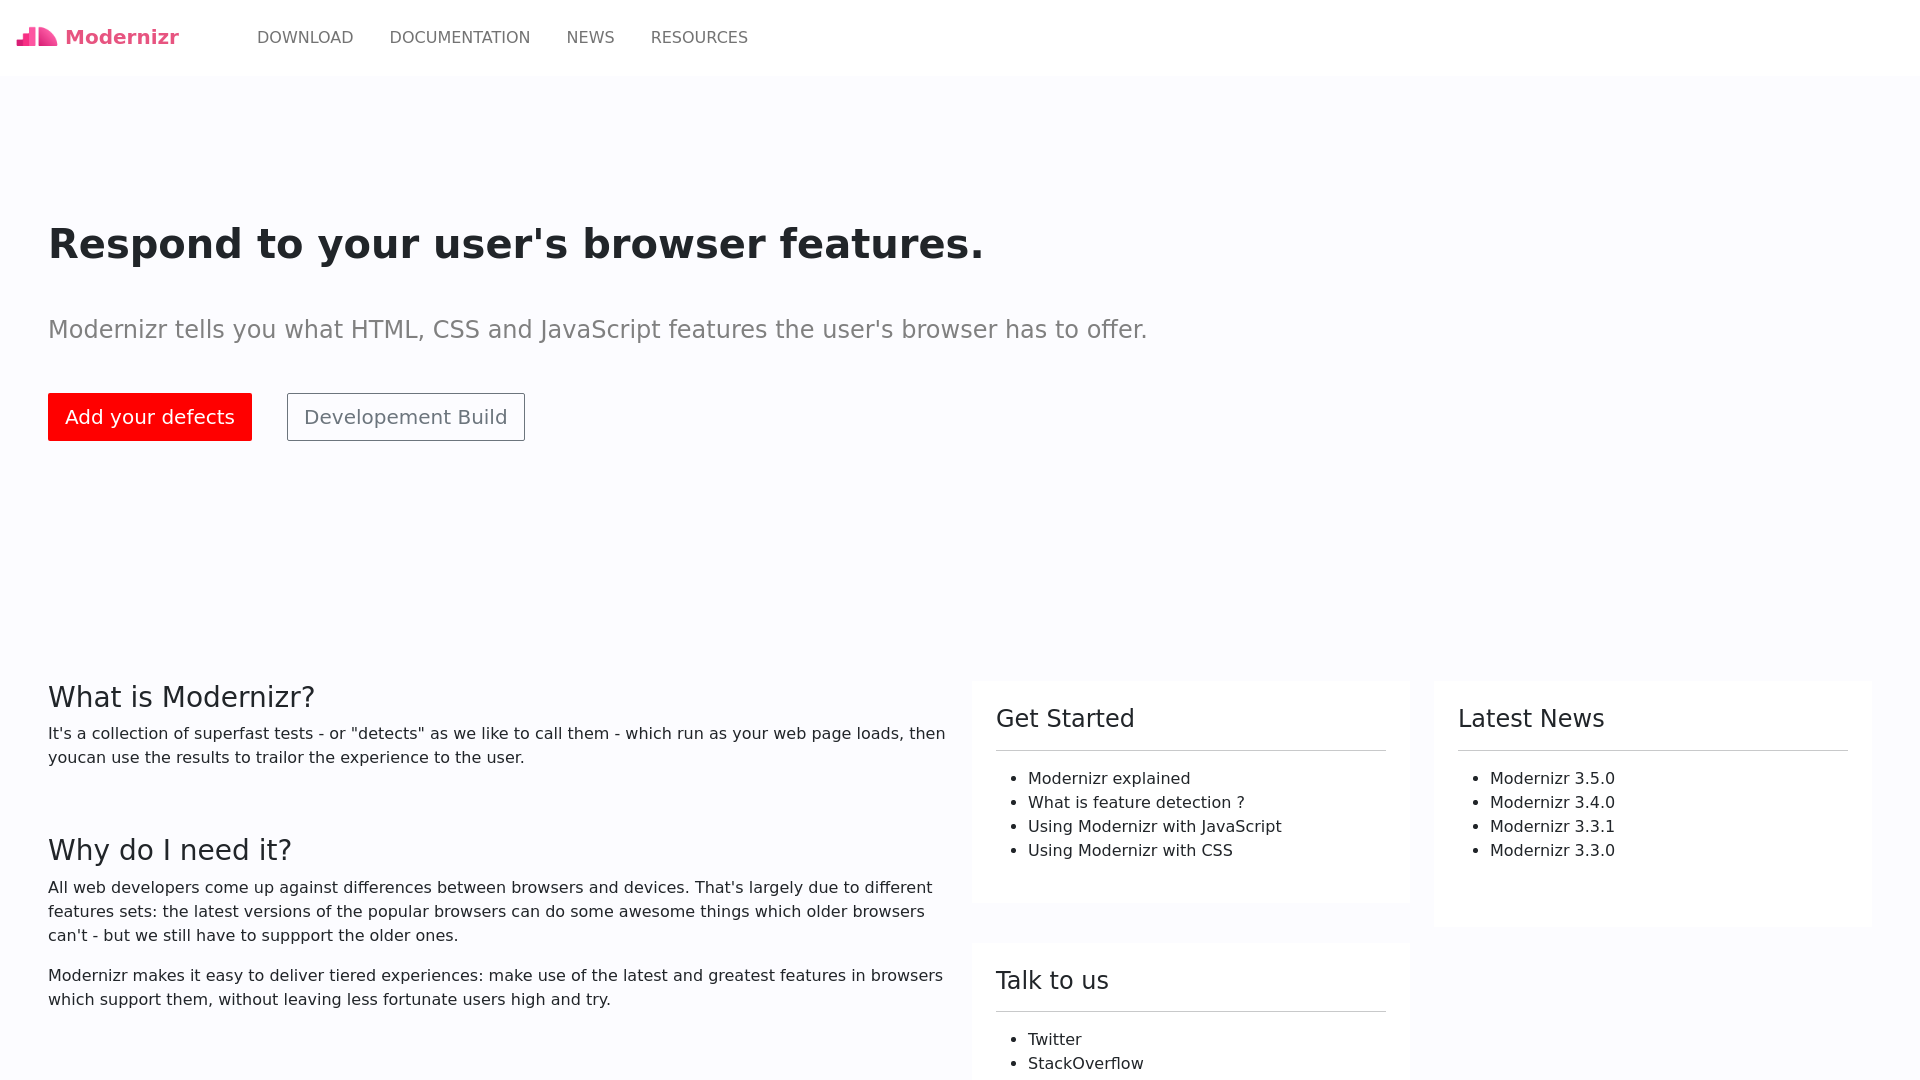 Modernizr
DOWNLOAD
DOCUMENTATION
NEWS
RESOURCES
Respond to your user's browser features.
Modernizr tells you what HTML, CSS and JavaScript features the user's browser has to offer.
Add your defects
Developement Build
What is Modernizr?
It's a collection of superfast tests - or "detects" as we like to call them - which run as your web page loads, then
youcan use the results to trailor the experience to the user.
Why do I need it?
All web developers come up against differences between browsers and devices. That's largely due to different
features sets: the latest versions of the popular browsers can do some awesome things which older browsers
can't - but we still have to suppport the older ones.
Modernizr makes it easy to deliver tiered experiences: make use of the latest and greatest features in browsers
which support them, without leaving less fortunate users high and try.
Get Started
• Modernizr explained
• What is feature detection ?
• Using Modernizr with JavaScript
• Using Modernizr with CSS
Talk to us
• Twitter
• StackOverflow
Latest News
• Modernizr 3.5.0
• Modernizr 3.4.0
• Modernizr 3.3.1
• Modernizr 3.3.0